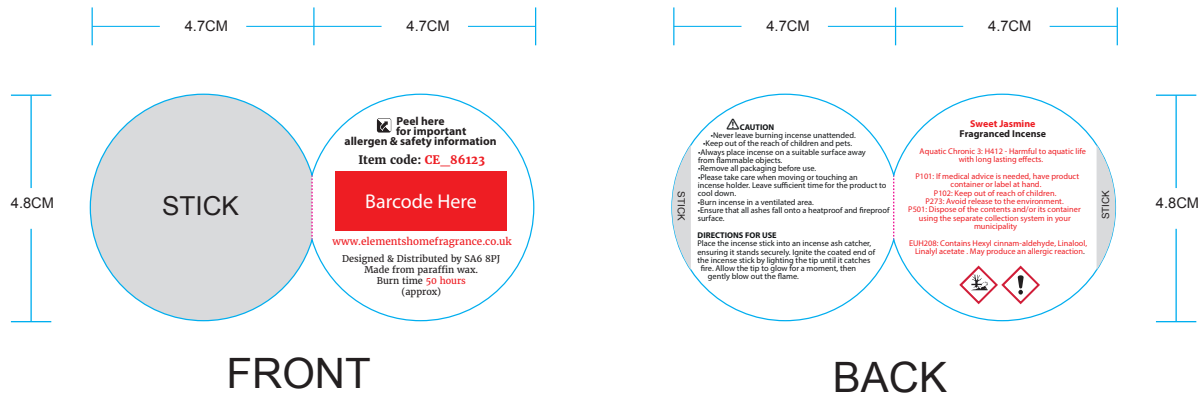 4.7CM
4.7CM
4.8CM
STICK
Peel here
for important
allergen & safety information
Item code: CE_86123
Barcode Here
www.elementshomefragrance.co.uk
Designed & Distributed by SA6 8PJ
Made from paraffin wax.
Burn time 50 hours
(approx)
FRONT
4.7CM
4.7CM
STICK
CAUTION
•Never leave burning incense unattended.
•Keep out of the reach of children and pets.
•Always place incense on a suitable surface away
from flammable objects.
•Remove all packaging before use.
•Please take care when moving or touching an
incense holder. Leave sufficient time for the product to
cool down.
•Burn incense in a ventilated area.
•Ensure that all ashes fall onto a heatproof and fireproof
surface.
DIRECTIONS FOR USE
Place the incense stick into an incense ash catcher,
ensuring it stands securely. Ignite the coated end of
the incense stick by lighting the tip until it catches
fire. Allow the tip to glow for a moment, then
gently blow out the flame.
Sweet Jasmine
Fragranced Incense
Aquatic Chronic 3: H412 - Harmful to aquatic life
with long lasting effects.
P101: If medical advice is needed, have product
container or label at hand.
P102: Keep out of reach of children.
P273: Avoid release to the environment.
P501: Dispose of the contents and/or its container
using the separate collection system in your
municipality
EUH208: Contains Hexyl cinnam-aldehyde, Linalool,
Linalyl acetate . May produce an allergic reaction.
STICK
4.8CM
BACK